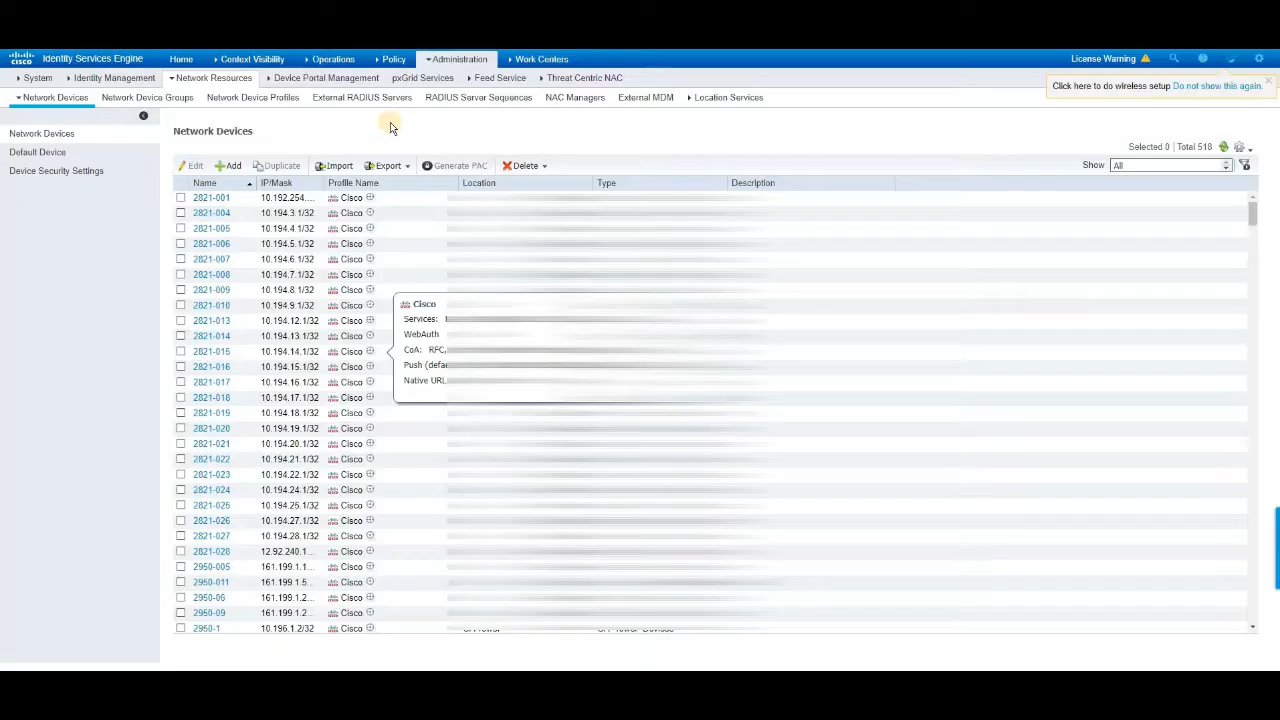 cisco Identity Services Engine Home Context Visibility Operations Policy Administration Work Centers License Warning
System Identity Management Network Resources Device Portal Management pxGrid Services Feed Service Threat Centric NAC
Click here to do wireless setup Do not show this again.
Network Devices Network Device Groups Network Device Profiles External RADIUS Servers RADIUS Server Sequences NAC Managers External MDM Location Services
Network Devices
Default Device
Device Security Settings
Network Devices
Selected 0 | Total 518
Edit Add Duplicate Import Export Generate PAC Delete Show All
Name IP/Mask Profile Name Location Type Description
2821-001 10.192.254.... Cisco
2821-004 10.194.3.1/32 Cisco
2821-005 10.194.4.1/32 Cisco
2821-006 10.194.5.1/32 Cisco
2821-007 10.194.6.1/32 Cisco
2821-008 10.194.7.1/32 Cisco
2821-009 10.194.8.1/32 Cisco
2821-010 10.194.9.1/32 Cisco
2821-013 10.194.12.1/32 Cisco
2821-014 10.194.13.1/32 Cisco
2821-015 10.194.14.1/32 Cisco
2821-016 10.194.15.1/32 Cisco
2821-017 10.194.16.1/32 Cisco
2821-018 10.194.17.1/32 Cisco
2821-019 10.194.18.1/32 Cisco
2821-020 10.194.19.1/32 Cisco
2821-021 10.194.20.1/32 Cisco
2821-022 10.194.21.1/32 Cisco
2821-023 10.194.22.1/32 Cisco
2821-024 10.194.24.1/32 Cisco
2821-025 10.194.25.1/32 Cisco
2821-026 10.194.27.1/32 Cisco
2821-027 10.194.28.1/32 Cisco
2821-028 12.92.240.1... Cisco
2950-005 161.199.1.1... Cisco
2950-011 161.199.1.5... Cisco
2950-06 161.199.1.2... Cisco
2950-09 161.199.1.2... Cisco
2950-1 10.196.1.2/32 Cisco
Cisco
Services:
WebAuth
CoA: RFC,
Push (defau
Native URL